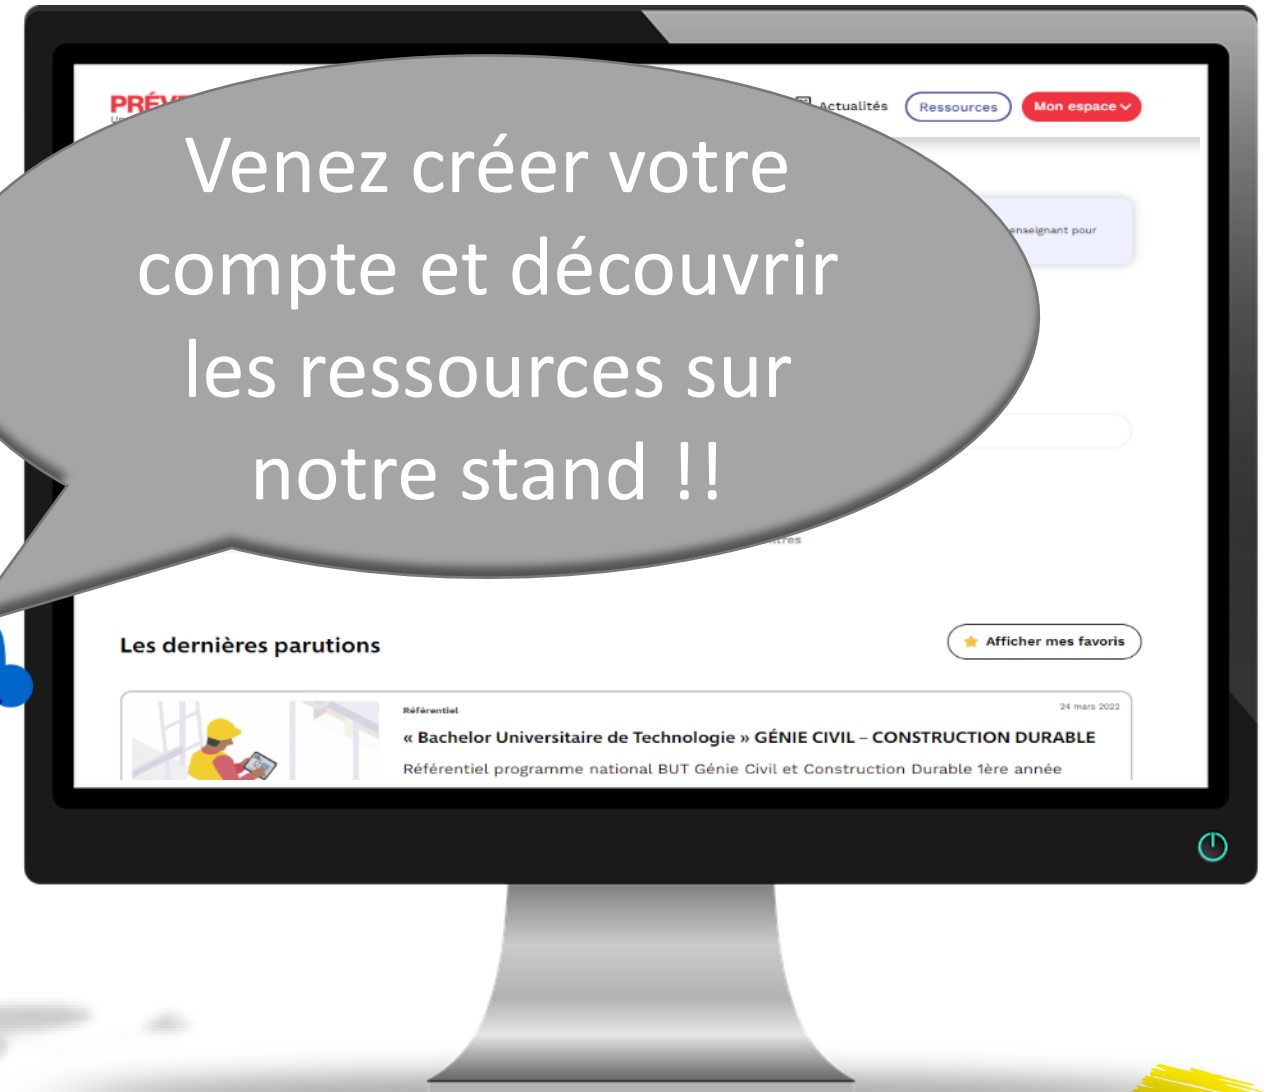 Actualités
Ressources
Mon espace
Venez créer votre
compte et découvrir
les ressources sur
notre stand !!
enseignant pour
Les dernières parutions
Afficher mes favoris
Référentiel
24 mars 2022
« Bachelor Universitaire de Technologie » GÉNIE CIVIL – CONSTRUCTION DURABLE
Référentiel programme national BUT Génie Civil et Construction Durable 1ère année